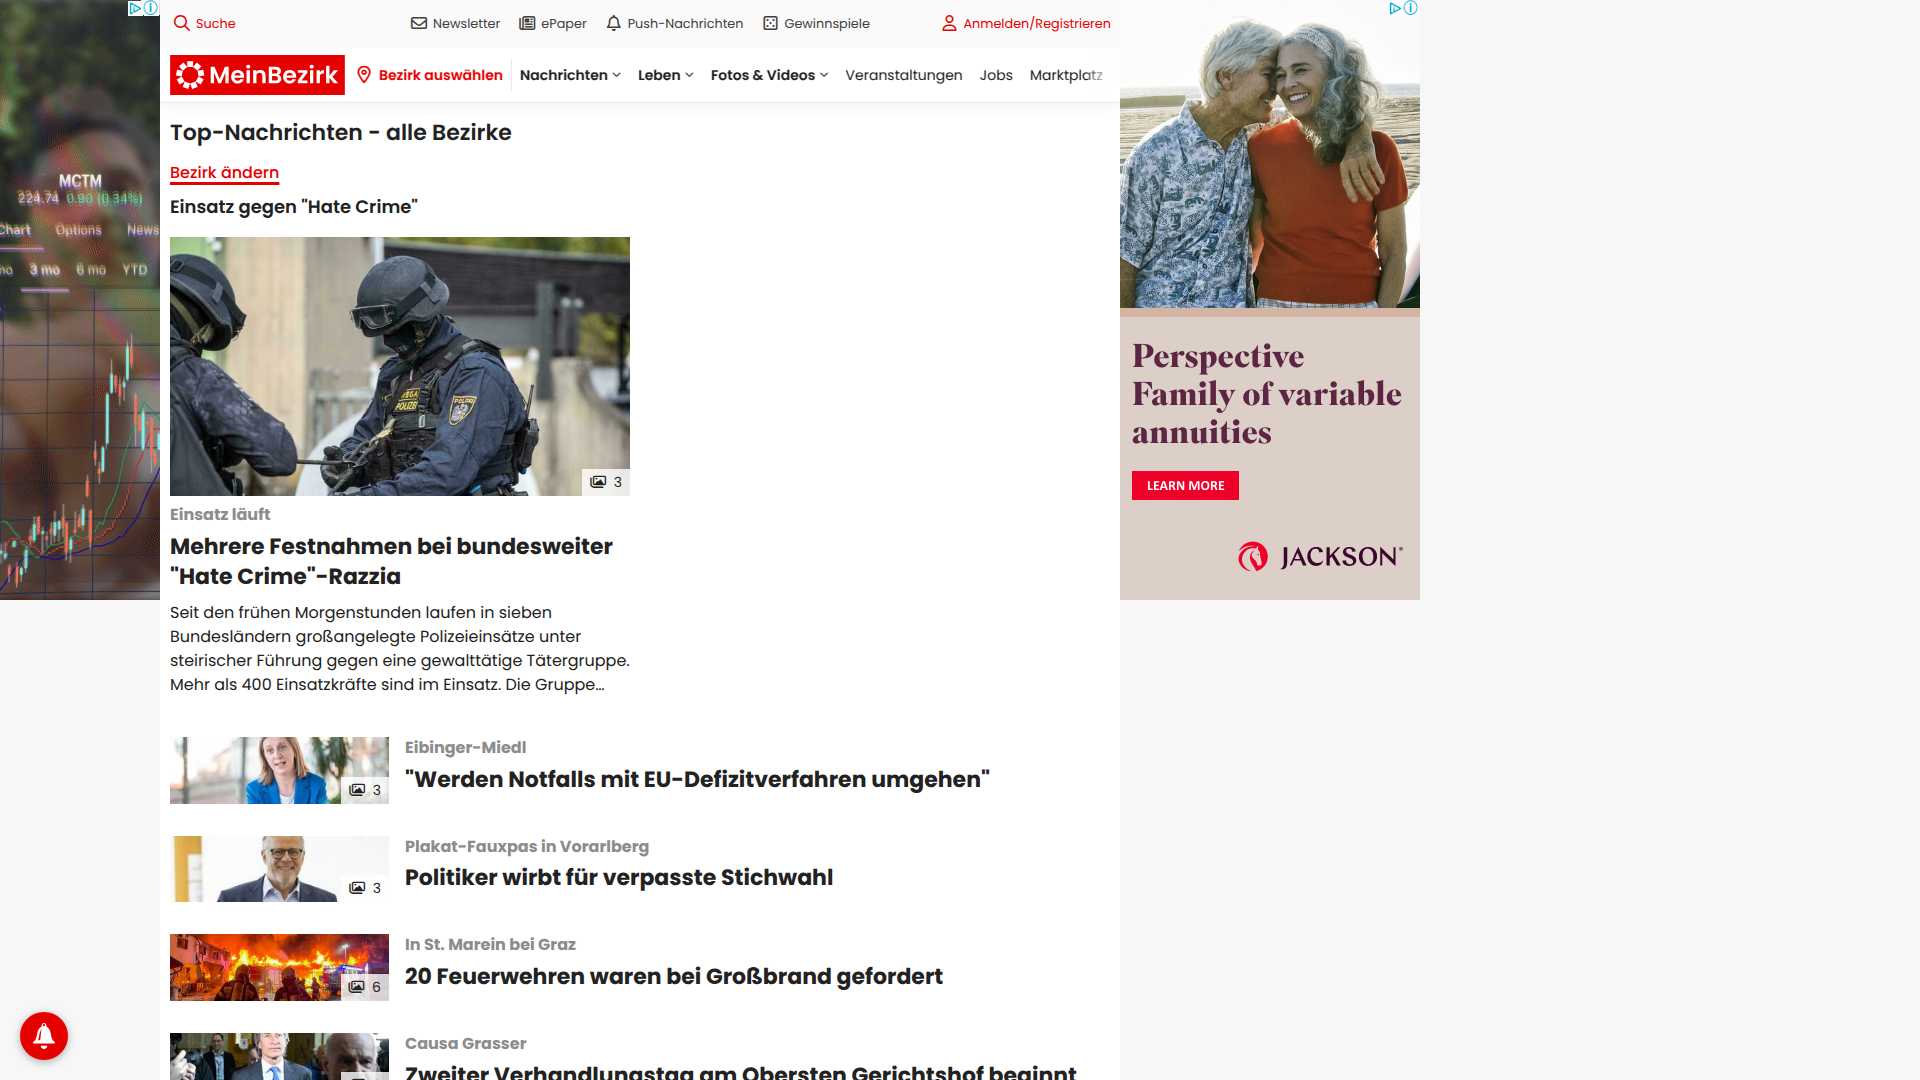 Suche
Newsletter
ePaper
Push-Nachrichten
Gewinnspiele
Anmelden/Registrieren
MeinBezirk
Bezirk auswählen
Nachrichten
Leben
Fotos & Videos
Veranstaltungen
Jobs
Marktplatz
Top-Nachrichten - alle Bezirke
Bezirk ändern
Einsatz gegen "Hate Crime"
POLIZEI
3
Einsatz läuft
Mehrere Festnahmen bei bundesweiter
"Hate Crime"-Razzia
Seit den frühen Morgenstunden laufen in sieben
Bundesländern großangelegte Polizeieinsätze unter
steirischer Führung gegen eine gewalttätige Tätergruppe.
Mehr als 400 Einsatzkräfte sind im Einsatz. Die Gruppe...
3
Eibinger-Miedl
"Werden Notfalls mit EU-Defizitverfahren umgehen"
3
Plakat-Fauxpas in Vorarlberg
Politiker wirbt für verpasste Stichwahl
6
In St. Marein bei Graz
20 Feuerwehren waren bei Großbrand gefordert
Causa Grasser
Zweiter Verhandlungstag am Obersten Gerichtshof beginnt
MCTM
224.74 0.90 (0.34%)
Chart Options News
mo 3 mo 6 mo YTD
Perspective
Family of variable
annuities
LEARN MORE
JACKSON